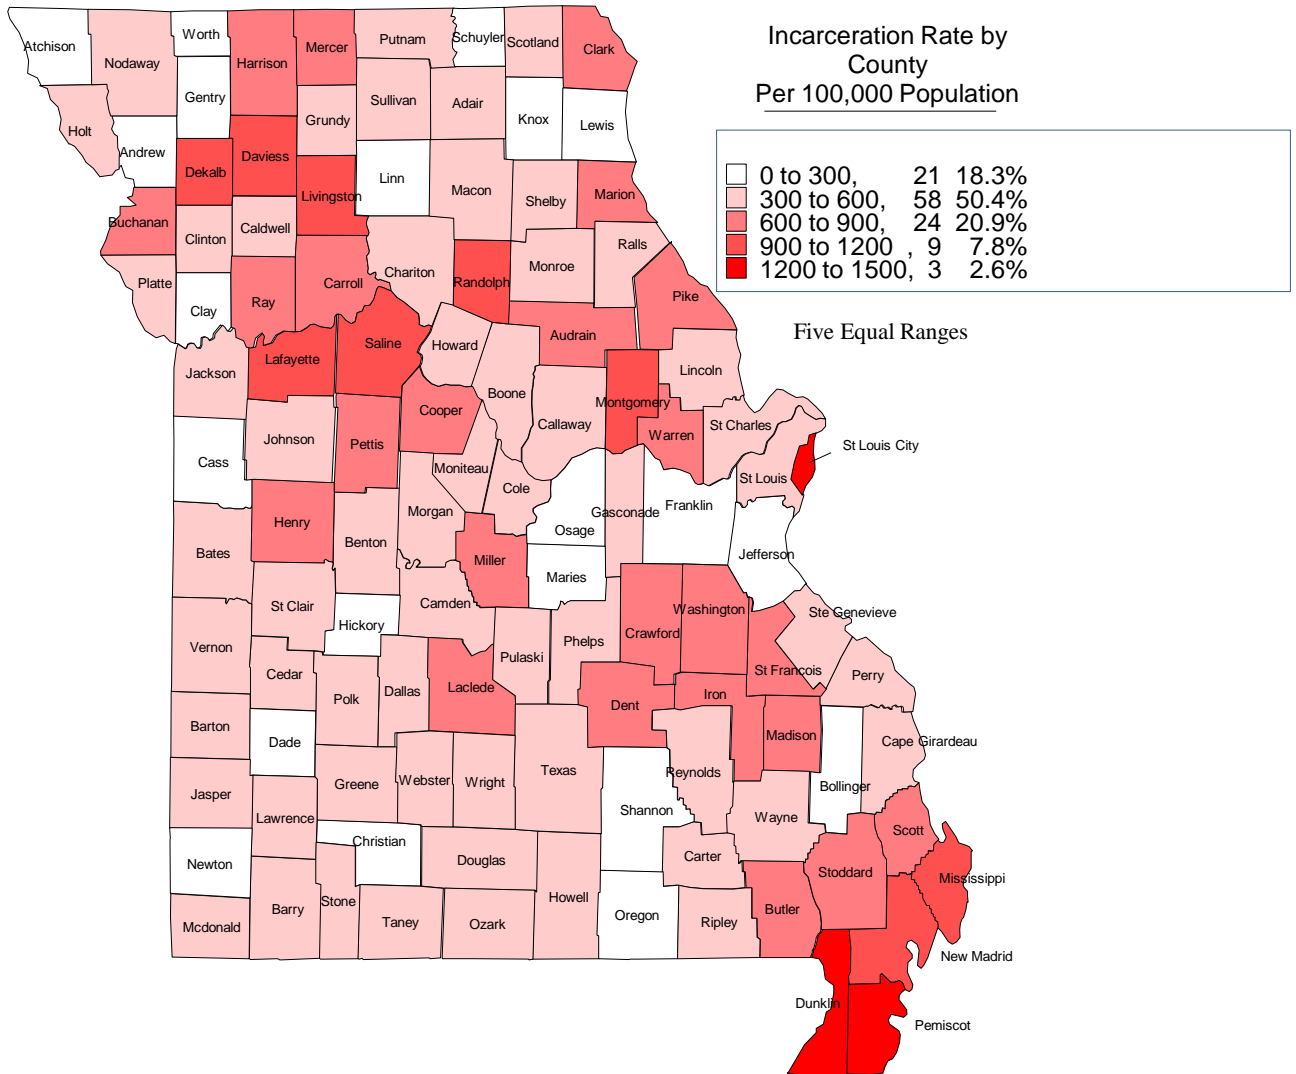 Incarceration Rate by
County
Per 100,000 Population
0 to 300, 21 18.3%
300 to 600, 58 50.4%
600 to 900, 24 20.9%
900 to 1200 , 9 7.8%
1200 to 1500, 3 2.6%
Five Equal Ranges
Atchison
Nodaway
Worth
Harrison
Mercer
Putnam
Schuyler
Scotland
Clark
Gentry
Sullivan
Adair
Knox
Lewis
Holt
Andrew
Grundy
Dekalb
Daviess
Livingston
Linn
Macon
Shelby
Marion
Buchanan
Clinton
Caldwell
Ralls
Platte
Clay
Ray
Carroll
Chariton
Randolph
Monroe
Pike
Audrain
Jackson
Lafayette
Saline
Howard
Boone
Callaway
Montgomery
Lincoln
Warren
St Charles
St Louis City
St Louis
Cass
Johnson
Pettis
Cooper
Moniteau
Cole
Osage
Gasconade
Franklin
Jefferson
Bates
Henry
Benton
Morgan
Miller
Maries
St Clair
Hickory
Camden
Pulaski
Phelps
Crawford
Washington
Ste Genevieve
St Francois
Perry
Vernon
Cedar
Polk
Dallas
Laclede
Dent
Iron
Madison
Cape Girardeau
Bollinger
Barton
Dade
Greene
Webster
Wright
Texas
Reynolds
Shannon
Wayne
Jasper
Lawrence
Christian
Douglas
Howell
Carter
Scott
Stoddard
Mississippi
Newton
Mcdonald
Barry
Stone
Taney
Ozark
Oregon
Ripley
Butler
New Madrid
Dunklin
Pemiscot